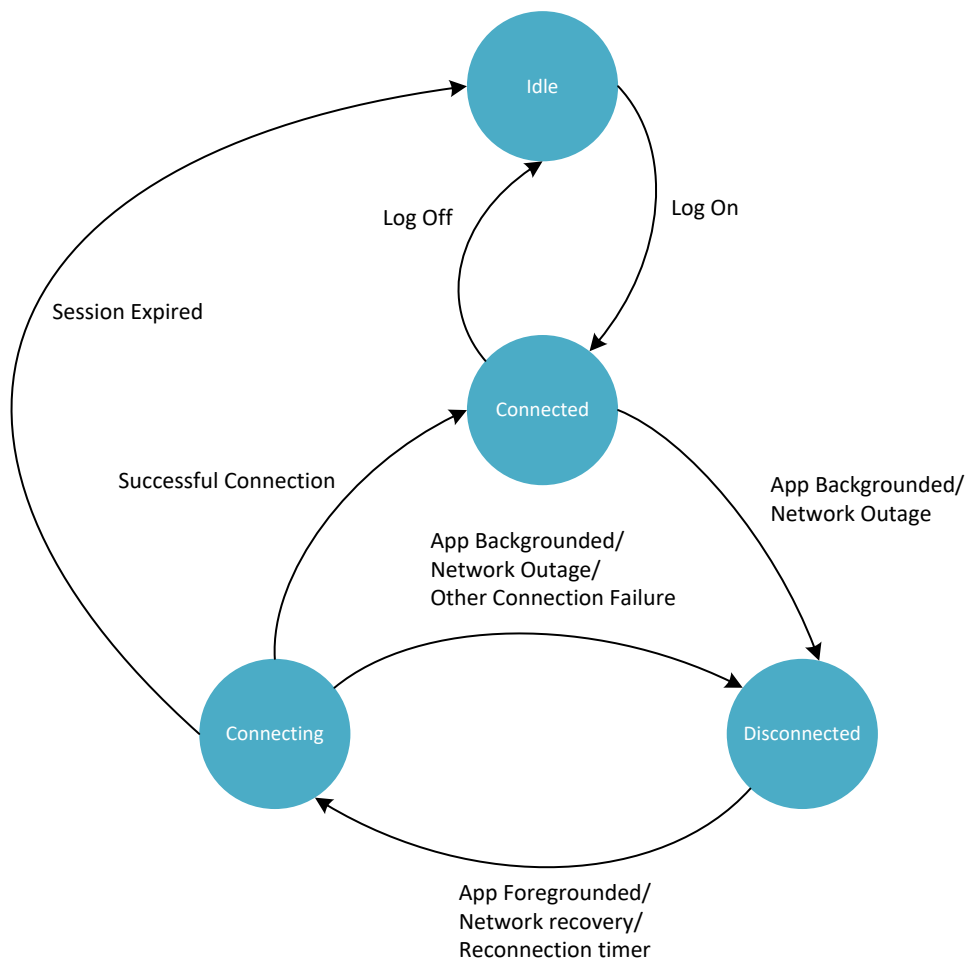 Idle
Log Off
Log On
Session Expired
Connected
Successful Connection
App Backgrounded/
Network Outage
App Backgrounded/
Network Outage/
Other Connection Failure
Connecting
Disconnected
App Foregrounded/
Network recovery/
Reconnection timer